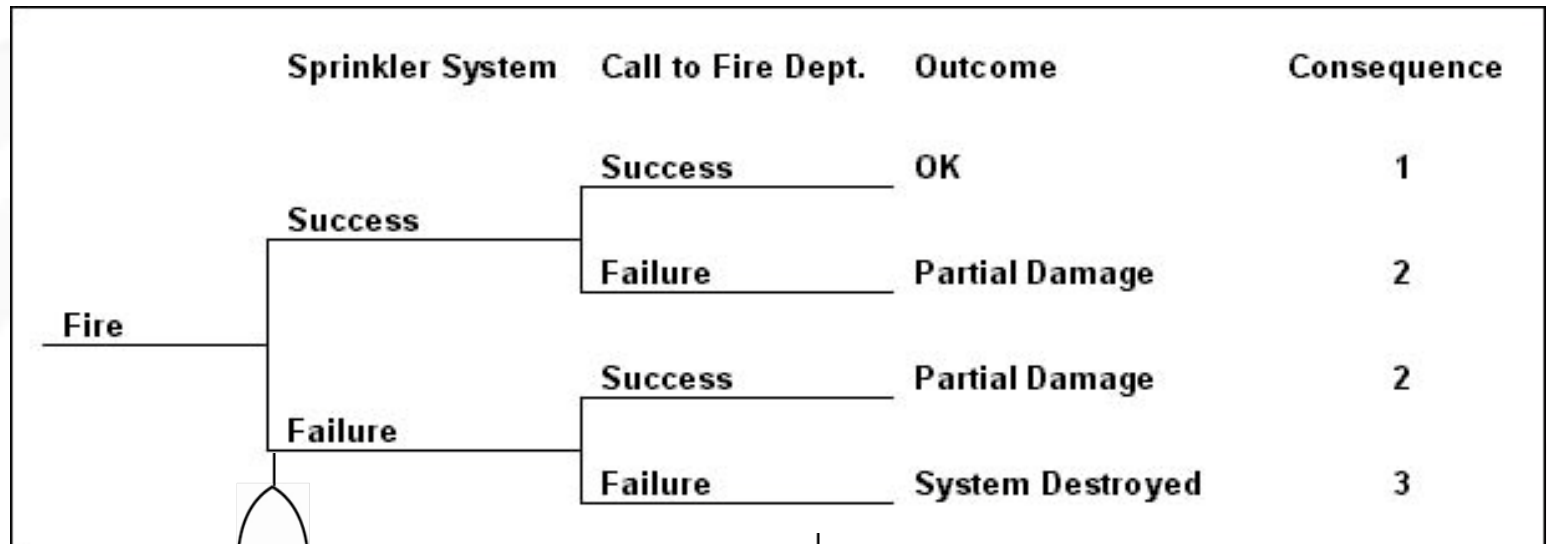 Sprinkler System Call to Fire Dept. Outcome Consequence
Success OK 1
Success
Failure Partial Damage 2
Fire
Success Partial Damage 2
Failure
Failure System Destroyed 3